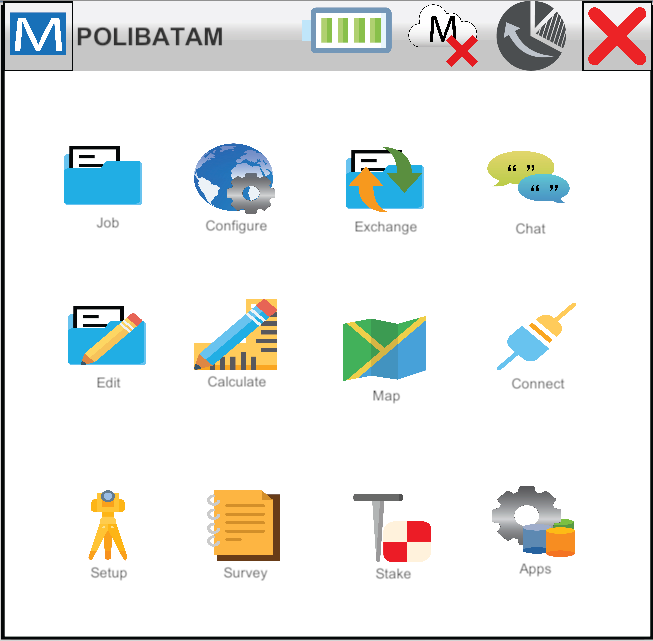 M POLIBATAM M
Job Configure Exchange Chat
“ ” “ ”
Edit Calculate Map Connect
Setup Survey Stake Apps